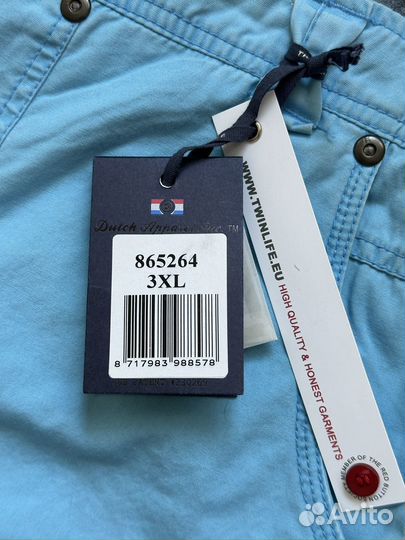 Dutch Apparel
™
865264
3XL
8 717983 988578
WWW.TWINLIFE.EU
HIGH QUALITY & HONEST GARMENTS
MEMBER OF THE RED BUTTON
Avito